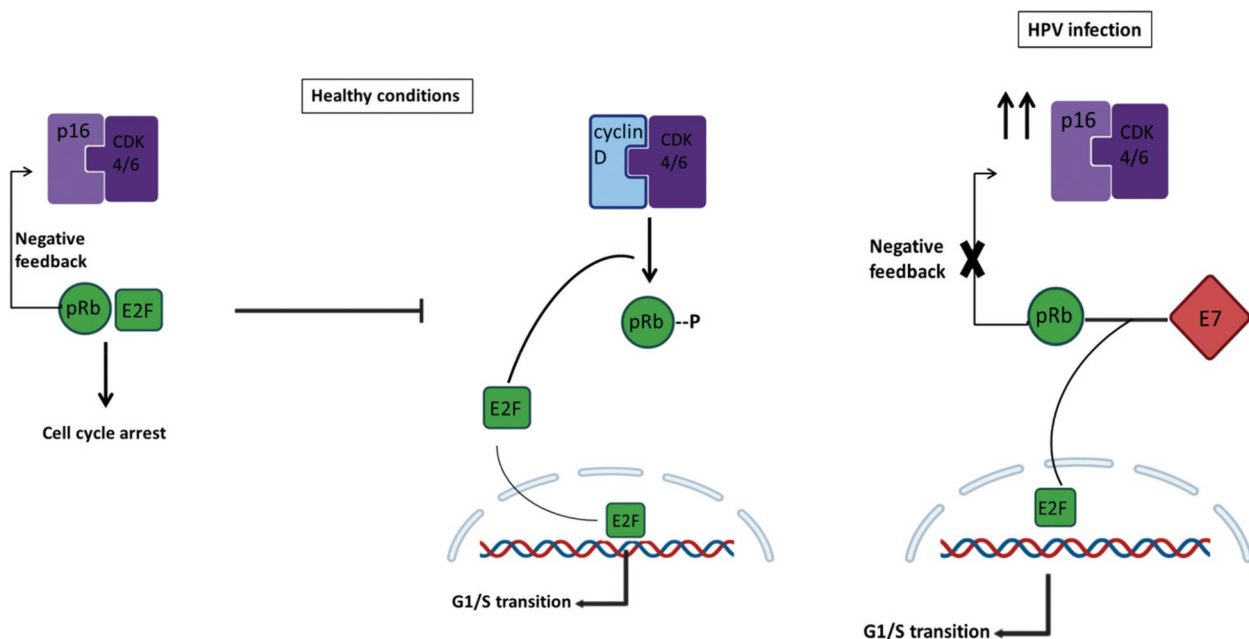 Healthy conditions
p16
CDK
4/6
Negative
feedback
pRb
E2F
Cell cycle arrest
cyclin
D
CDK
4/6
pRb
--P
E2F
E2F
G1/S transition
HPV infection
p16
CDK
4/6
Negative
feedback
pRb
E7
E2F
G1/S transition